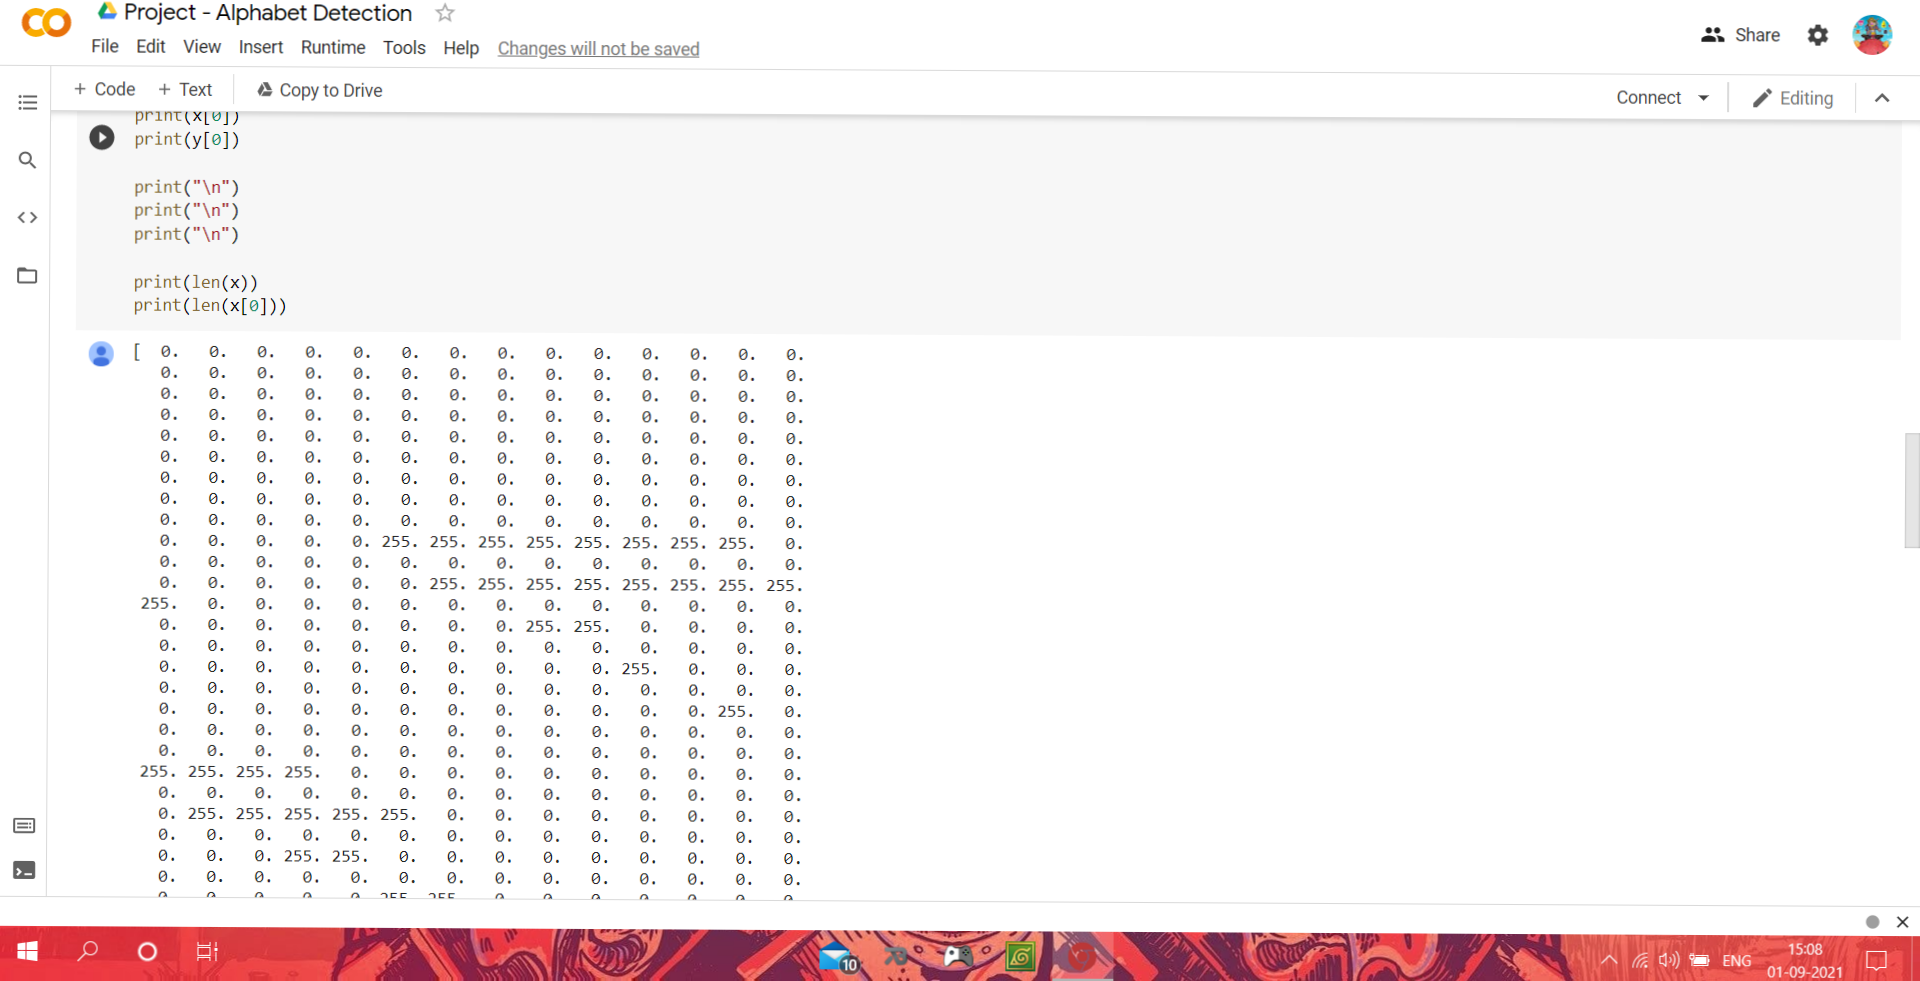 Project - Alphabet Detection
File Edit View Insert Runtime Tools Help Changes will not be saved
Share
+ Code + Text Copy to Drive
Connect Editing
print(x[0])
print(y[0])
print("\n")
print("\n")
print("\n")
print(len(x))
print(len(x[0]))
[ 0. 0. 0. 0. 0. 0. 0. 0. 0. 0. 0. 0. 0. 0.
0. 0. 0. 0. 0. 0. 0. 0. 0. 0. 0. 0. 0. 0.
0. 0. 0. 0. 0. 0. 0. 0. 0. 0. 0. 0. 0. 0.
0. 0. 0. 0. 0. 0. 0. 0. 0. 0. 0. 0. 0. 0.
0. 0. 0. 0. 0. 0. 0. 0. 0. 0. 0. 0. 0. 0.
0. 0. 0. 0. 0. 0. 0. 0. 0. 0. 0. 0. 0. 0.
0. 0. 0. 0. 0. 0. 0. 0. 0. 0. 0. 0. 0. 0.
0. 0. 0. 0. 0. 0. 0. 0. 0. 0. 0. 0. 0. 0.
0. 0. 0. 0. 0. 0. 0. 0. 0. 0. 0. 0. 0. 0.
0. 0. 0. 0. 0. 255. 255. 255. 255. 255. 255. 255. 255. 0.
0. 0. 0. 0. 0. 0. 0. 0. 0. 0. 0. 0. 0. 0.
0. 0. 0. 0. 0. 0. 255. 255. 255. 255. 255. 255. 255. 255.
255. 0. 0. 0. 0. 0. 0. 0. 0. 0. 0. 0. 0. 0.
0. 0. 0. 0. 0. 0. 0. 0. 255. 255. 0. 0. 0. 0.
0. 0. 0. 0. 0. 0. 0. 0. 0. 0. 0. 0. 0. 0.
0. 0. 0. 0. 0. 0. 0. 0. 0. 0. 255. 0. 0. 0.
0. 0. 0. 0. 0. 0. 0. 0. 0. 0. 0. 0. 0. 0.
0. 0. 0. 0. 0. 0. 0. 0. 0. 0. 0. 0. 255. 0.
0. 0. 0. 0. 0. 0. 0. 0. 0. 0. 0. 0. 0. 0.
0. 0. 0. 0. 0. 0. 0. 0. 0. 0. 0. 0. 0. 0.
255. 255. 255. 255. 0. 0. 0. 0. 0. 0. 0. 0. 0. 0.
0. 0. 0. 0. 0. 0. 0. 0. 0. 0. 0. 0. 0. 0.
0. 255. 255. 255. 255. 255. 0. 0. 0. 0. 0. 0. 0. 0.
0. 0. 0. 0. 0. 0. 0. 0. 0. 0. 0. 0. 0. 0.
0. 0. 0. 255. 255. 0. 0. 0. 0. 0. 0. 0. 0. 0.
0. 0. 0. 0. 0. 0. 0. 0. 0. 0. 0. 0. 0. 0.
0. 0. 0. 0. 0. 255. 255. 0. 0. 0. 0. 0. 0. 0.
10
ENG
15:08
01-09-2021